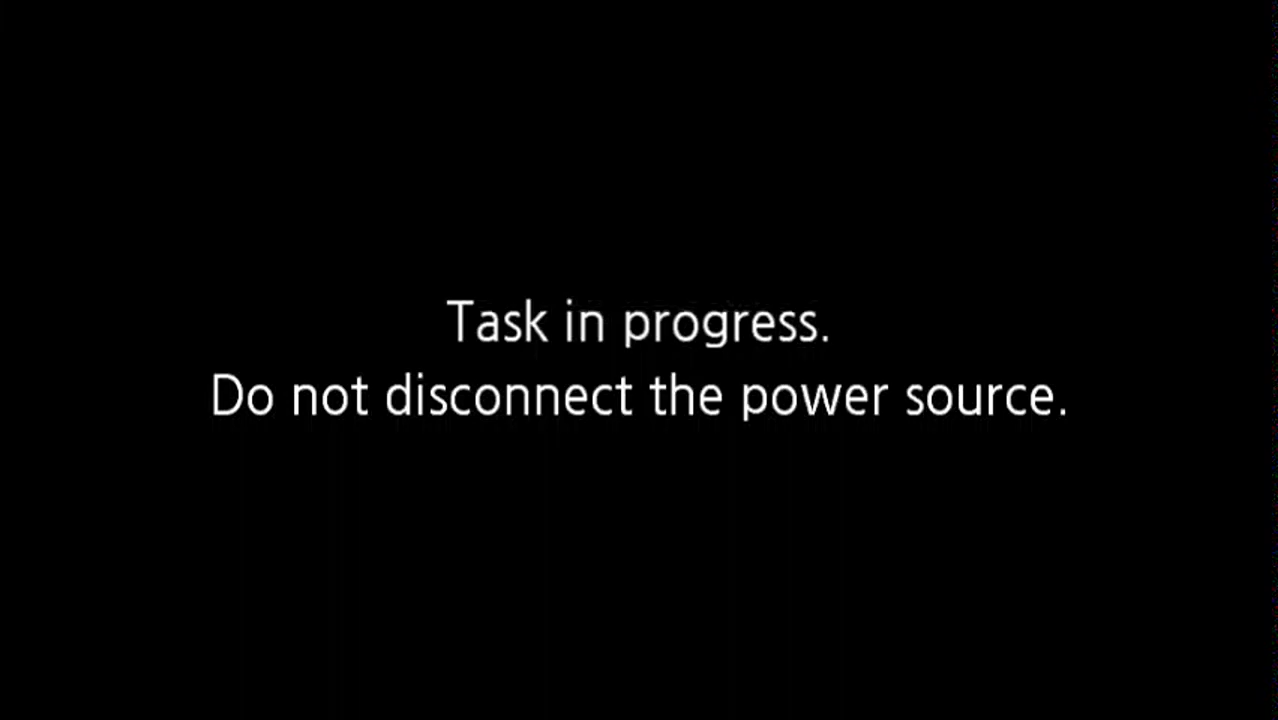 Task in progress.
Do not disconnect the power source.